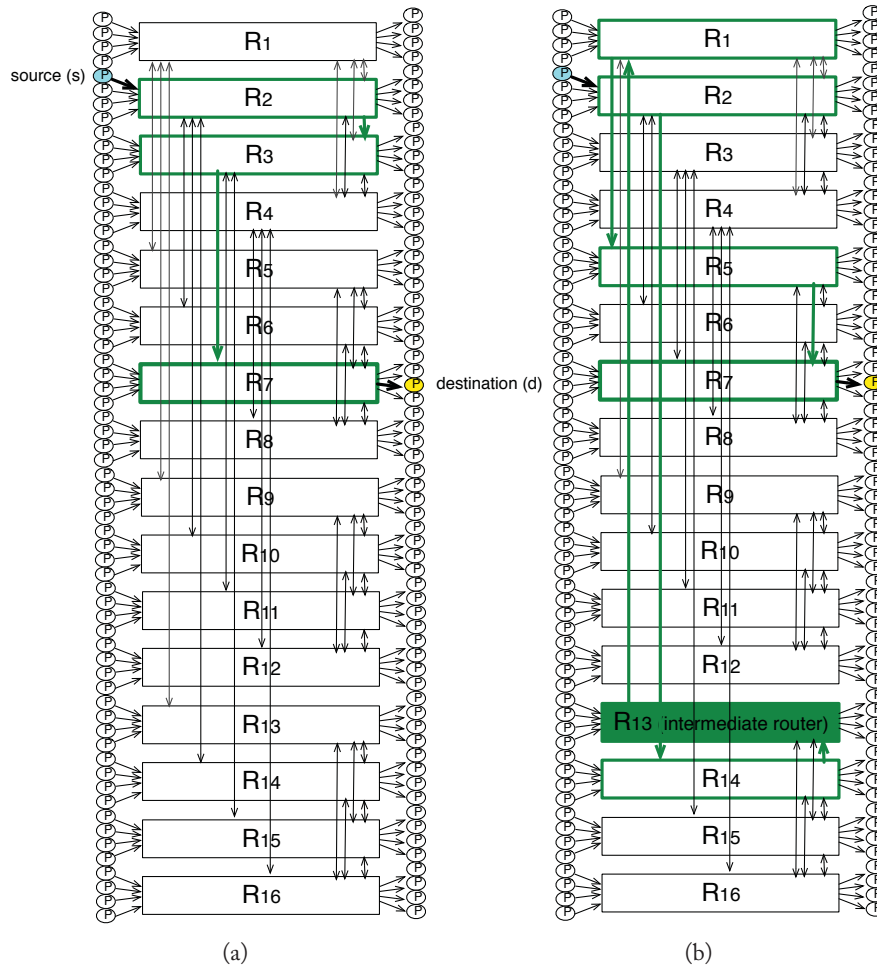 source (s)
P
R1
R2
R3
R4
R5
R6
R7
P
destination (d)
R8
R9
R10
R11
R12
R13
R14
R15
R16
(a)
P
R1
R2
R3
R4
R5
R6
R7
R8
R9
R10
R11
R12
R13 (intermediate router)
R14
R15
R16
(b)